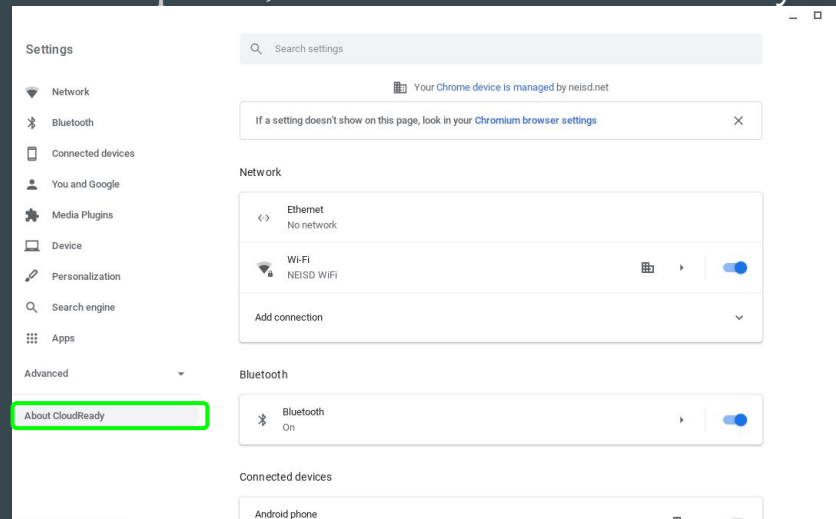 Settings
Search settings
Network
Bluetooth
Connected devices
You and Google
Media Plugins
Device
Personalization
Search engine
Apps
Advanced
About CloudReady
Your Chrome device is managed by neisd.net
If a setting doesn't show on this page, look in your Chromium browser settings
Network
Ethernet
No network
Wi-Fi
NEISD WiFi
Add connection
Bluetooth
Bluetooth
On
Connected devices
Android phone